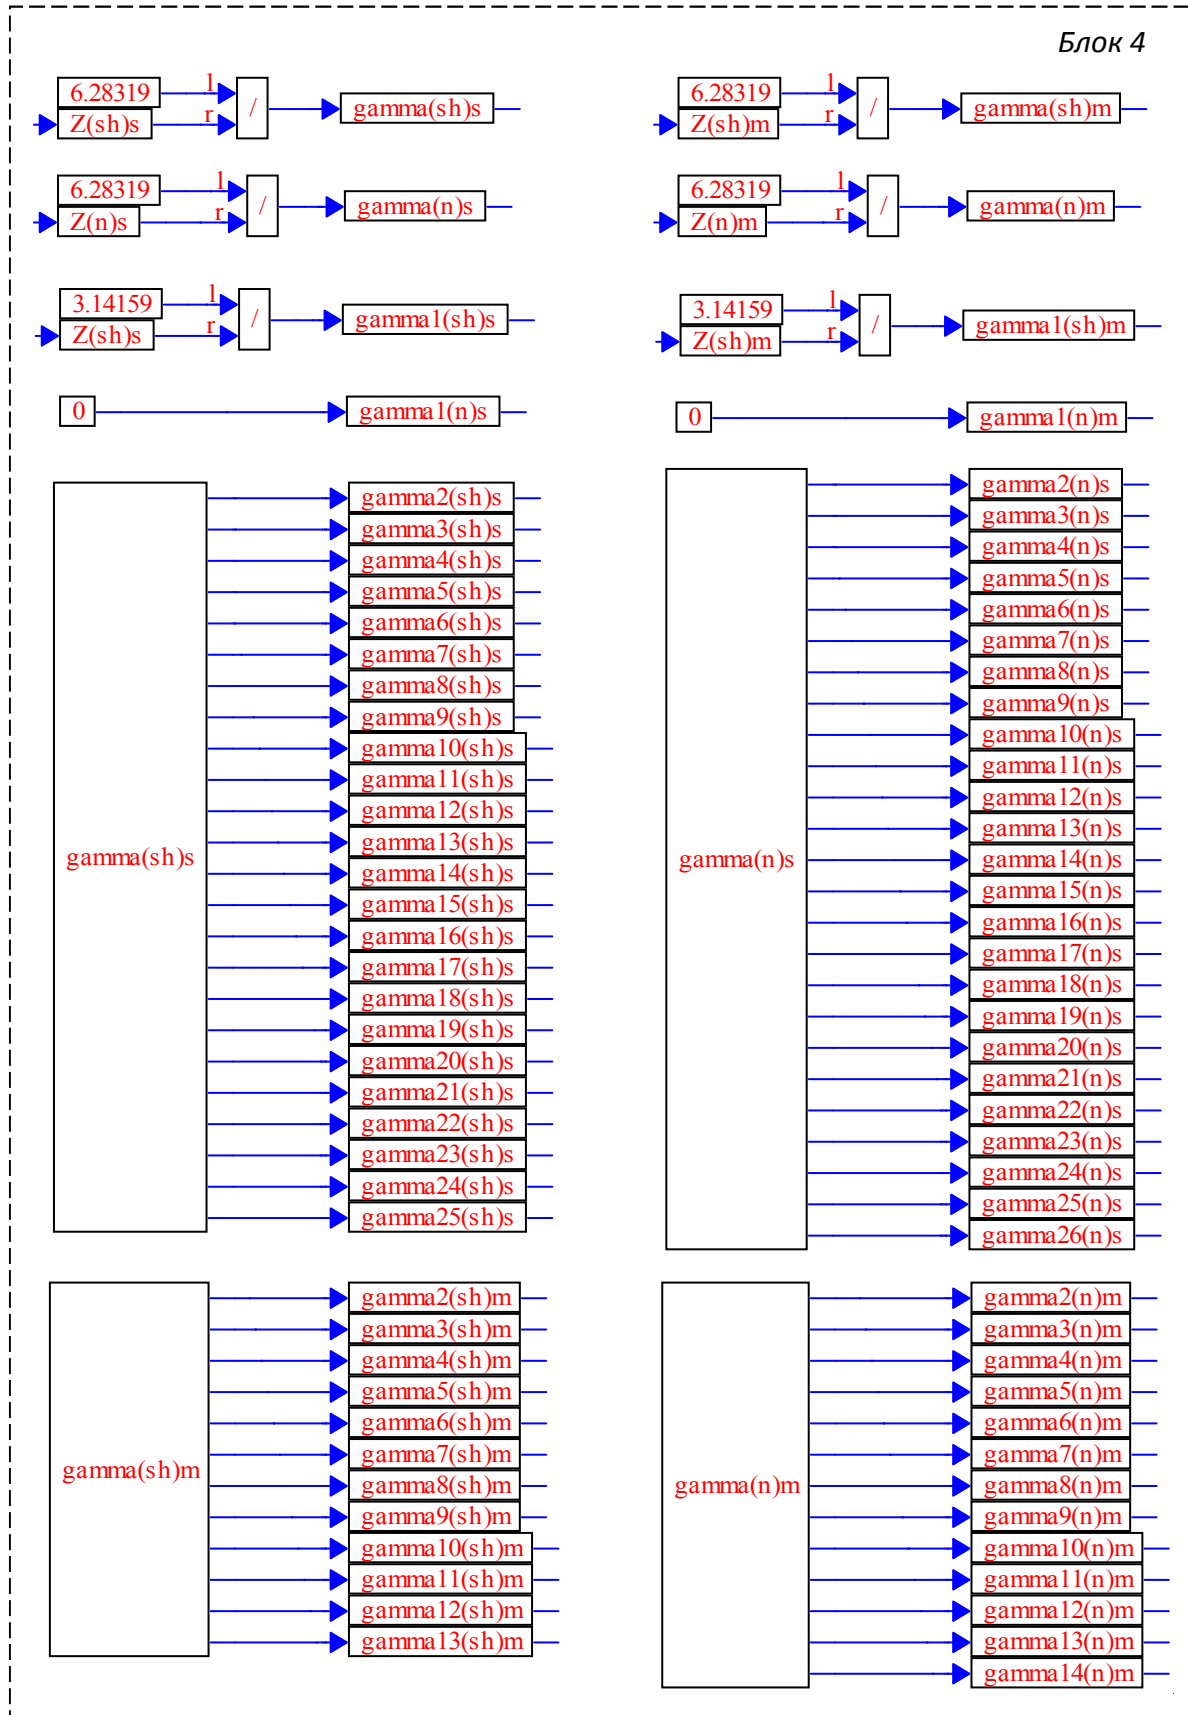 Блок 4
6.28319 l
Z(sh)s r / gamma(sh)s
6.28319 l
Z(sh)m r / gamma(sh)m
6.28319 l
Z(n)s r / gamma(n)s
6.28319 l
Z(n)m r / gamma(n)m
3.14159 l
Z(sh)s r / gamma1(sh)s
3.14159 l
Z(sh)m r / gamma1(sh)m
0 gamma1(n)s
0 gamma1(n)m
gamma(sh)s
gamma2(sh)s
gamma3(sh)s
gamma4(sh)s
gamma5(sh)s
gamma6(sh)s
gamma7(sh)s
gamma8(sh)s
gamma9(sh)s
gamma10(sh)s
gamma11(sh)s
gamma12(sh)s
gamma13(sh)s
gamma14(sh)s
gamma15(sh)s
gamma16(sh)s
gamma17(sh)s
gamma18(sh)s
gamma19(sh)s
gamma20(sh)s
gamma21(sh)s
gamma22(sh)s
gamma23(sh)s
gamma24(sh)s
gamma25(sh)s
gamma(n)s
gamma2(n)s
gamma3(n)s
gamma4(n)s
gamma5(n)s
gamma6(n)s
gamma7(n)s
gamma8(n)s
gamma9(n)s
gamma10(n)s
gamma11(n)s
gamma12(n)s
gamma13(n)s
gamma14(n)s
gamma15(n)s
gamma16(n)s
gamma17(n)s
gamma18(n)s
gamma19(n)s
gamma20(n)s
gamma21(n)s
gamma22(n)s
gamma23(n)s
gamma24(n)s
gamma25(n)s
gamma26(n)s
gamma(sh)m
gamma2(sh)m
gamma3(sh)m
gamma4(sh)m
gamma5(sh)m
gamma6(sh)m
gamma7(sh)m
gamma8(sh)m
gamma9(sh)m
gamma10(sh)m
gamma11(sh)m
gamma12(sh)m
gamma13(sh)m
gamma(n)m
gamma2(n)m
gamma3(n)m
gamma4(n)m
gamma5(n)m
gamma6(n)m
gamma7(n)m
gamma8(n)m
gamma9(n)m
gamma10(n)m
gamma11(n)m
gamma12(n)m
gamma13(n)m
gamma14(n)m